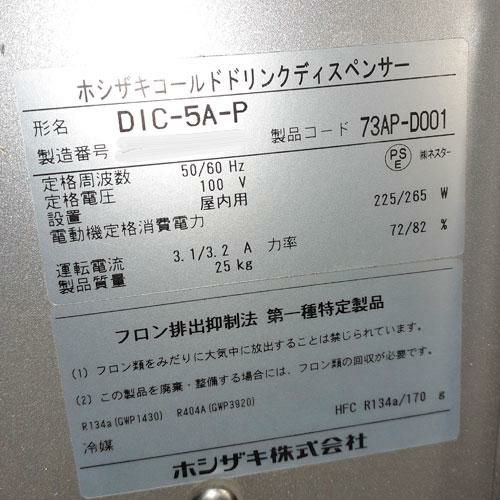 ホシザキコールドドリンクディスペンサー
形名 DIC-5A-P
製造番号 製品コード 73AP-D001
定格周波数 50/60 Hz PSE ㈱ネスター
定格電圧 100 V
設置 屋内用
電動機定格消費電力 225/265 W
運転電流 3.1/3.2 A 力率 72/82 %
製品質量 25 kg
フロン排出抑制法 第一種特定製品
(1) フロン類をみだりに大気中に放出することは禁じられています。
(2) この製品を廃棄・整備する場合には、フロン類の回収が必要です。
R134a(GWP1430) R404A(GWP3920)
冷媒 HFC R134a/170 g
ホシザキ株式会社